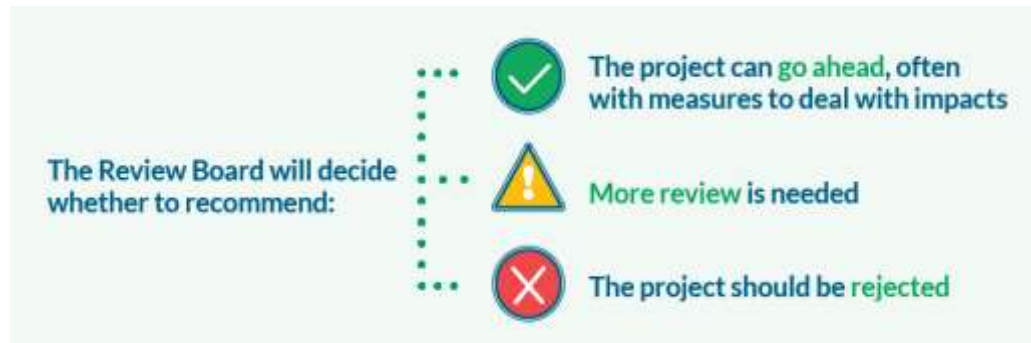 The Review Board will decide
whether to recommend:
The project can go ahead, often
with measures to deal with impacts
More review is needed
The project should be rejected